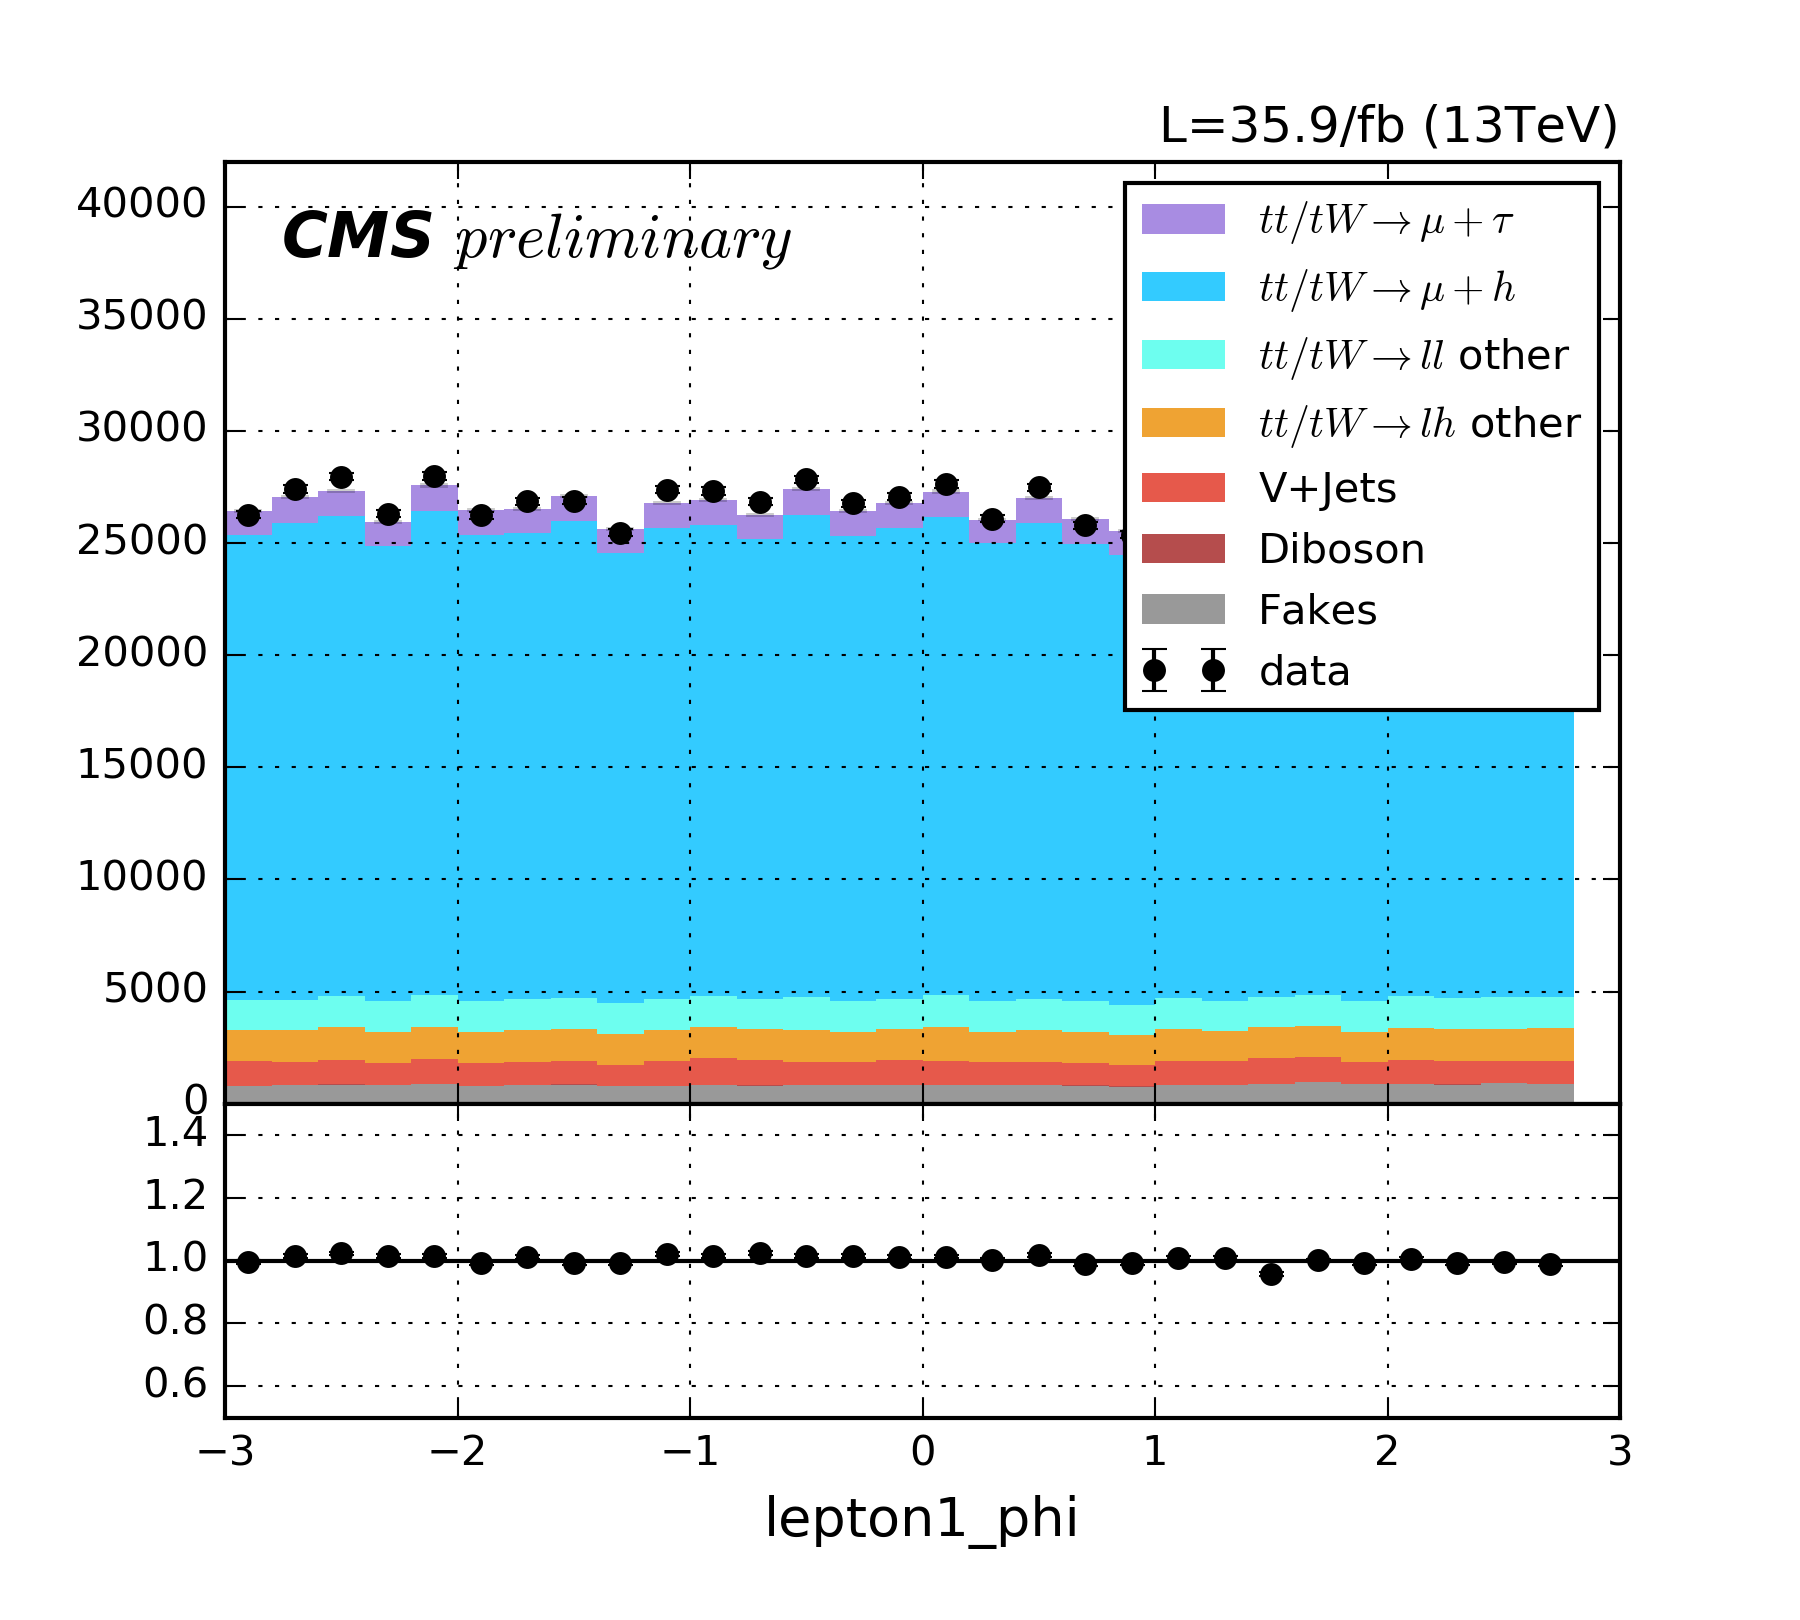 L=35.9/fb (13TeV)
CMS preliminary
40000
35000
30000
25000
20000
15000
10000
5000
0
tt/tW→μ+τ
tt/tW→μ+h
tt/tW→ll other
tt/tW→lh other
V+Jets
Diboson
Fakes
data
1.4
1.2
1.0
0.8
0.6
−3 −2 −1 0 1 2 3
lepton1_phi